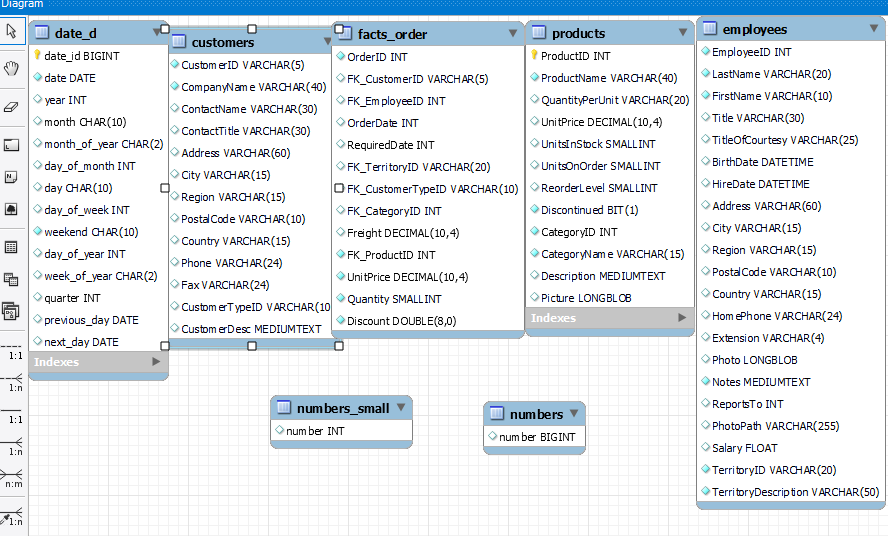 Diagram
date_d
date_id BIGINT
date DATE
year INT
month CHAR(10)
month_of_year CHAR(2)
day_of_month INT
day CHAR(10)
day_of_week INT
weekend CHAR(10)
day_of_year INT
week_of_year CHAR(2)
quarter INT
previous_day DATE
next_day DATE
Indexes
customers
CustomerID VARCHAR(5)
CompanyName VARCHAR(40)
ContactName VARCHAR(30)
ContactTitle VARCHAR(30)
Address VARCHAR(60)
City VARCHAR(15)
Region VARCHAR(15)
PostalCode VARCHAR(10)
Country VARCHAR(15)
Phone VARCHAR(24)
Fax VARCHAR(24)
CustomerTypeID VARCHAR(10
CustomerDesc MEDIUMTEXT
facts_order
OrderID INT
FK_CustomerID VARCHAR(5)
FK_EmployeeID INT
OrderDate INT
RequiredDate INT
FK_TerritoryID VARCHAR(20)
FK_CustomerTypeID VARCHAR(10)
FK_CategoryID INT
Freight DECIMAL(10,4)
FK_ProductID INT
UnitPrice DECIMAL(10,4)
Quantity SMALLINT
Discount DOUBLE(8,0)
products
ProductID INT
ProductName VARCHAR(40)
QuantityPerUnit VARCHAR(20)
UnitPrice DECIMAL(10,4)
UnitsInStock SMALLINT
UnitsOnOrder SMALLINT
ReorderLevel SMALLINT
Discontinued BIT(1)
CategoryID INT
CategoryName VARCHAR(15)
Description MEDIUMTEXT
Picture LONGBLOB
Indexes
employees
EmployeeID INT
LastName VARCHAR(20)
FirstName VARCHAR(10)
Title VARCHAR(30)
TitleOfCourtesy VARCHAR(25)
BirthDate DATETIME
HireDate DATETIME
Address VARCHAR(60)
City VARCHAR(15)
Region VARCHAR(15)
PostalCode VARCHAR(10)
Country VARCHAR(15)
HomePhone VARCHAR(24)
Extension VARCHAR(4)
Photo LONGBLOB
Notes MEDIUMTEXT
ReportsTo INT
PhotoPath VARCHAR(255)
Salary FLOAT
TerritoryID VARCHAR(20)
TerritoryDescription VARCHAR(50)
numbers_small
number INT
numbers
number BIGINT
1:1
1:n
1:1
1:n
n:m
1:n